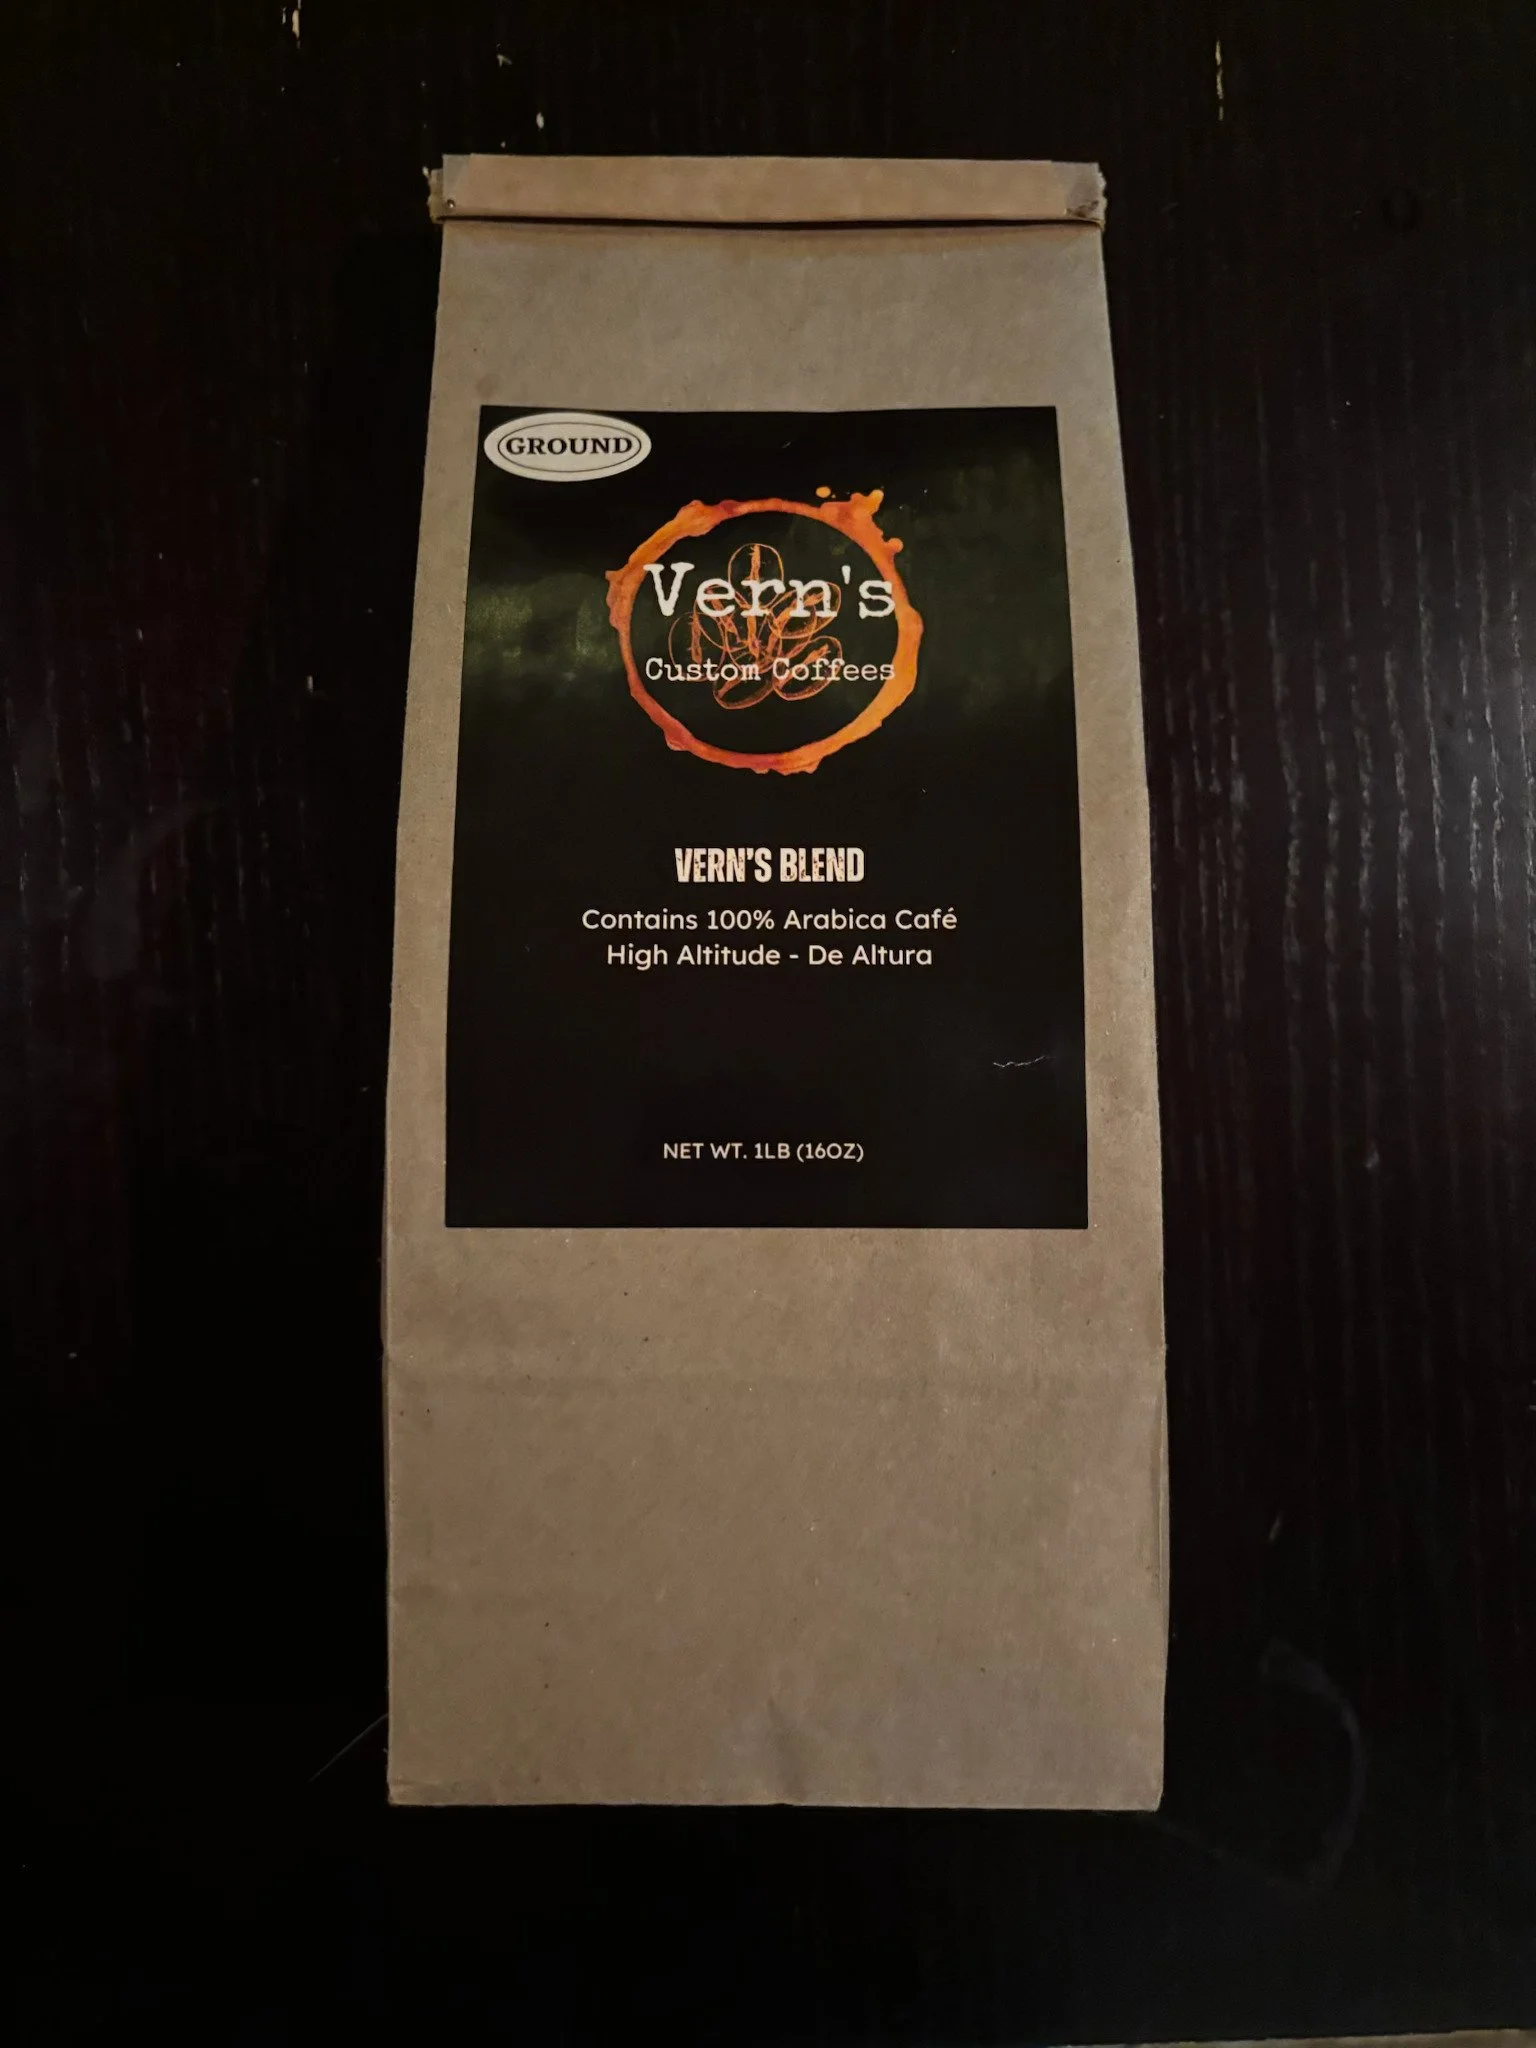 GROUND
Vern's
Custom Coffees
VERN'S BLEND
Contains 100% Arabica Café
High Altitude - De Altura
NET WT. 1LB (16OZ)